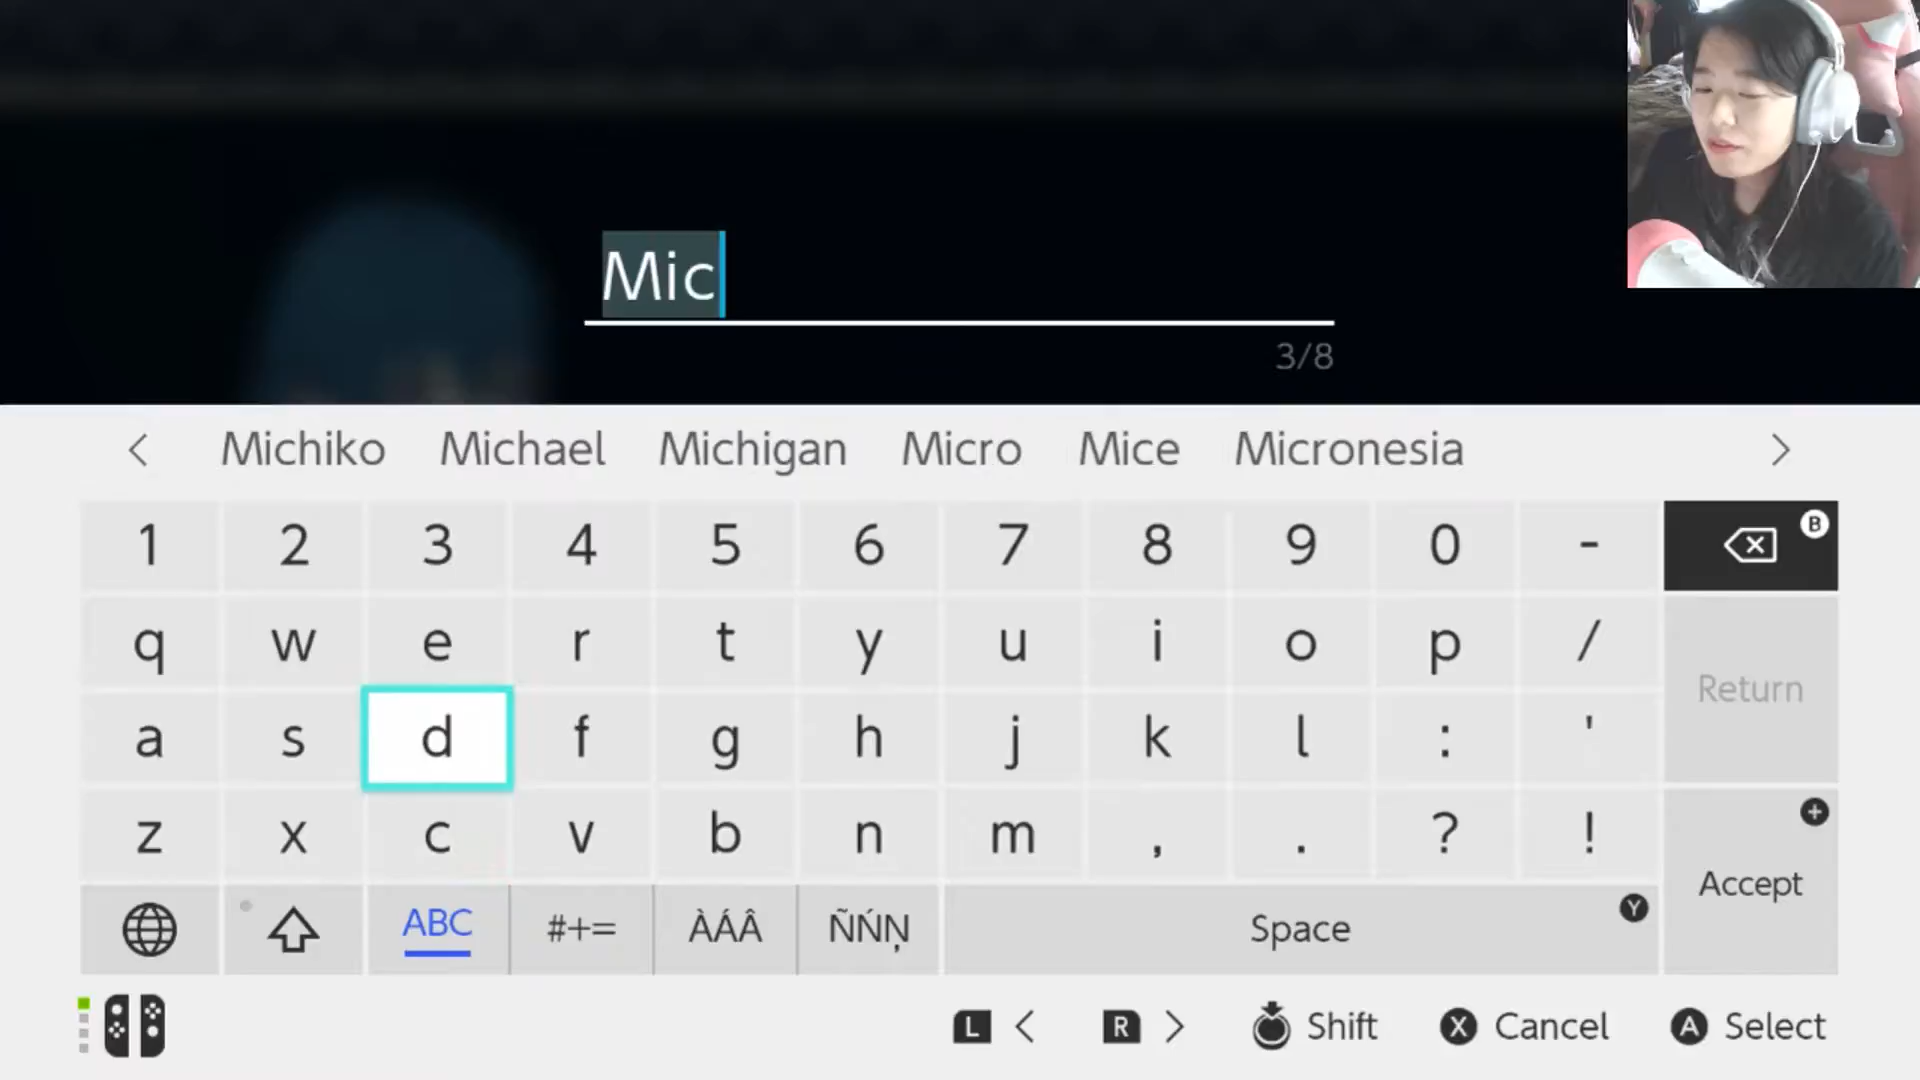 Mic
3/8
< Michiko Michael Michigan Micro Mice Micronesia >
1 2 3 4 5 6 7 8 9 0 - B
q w e r t y u i o p / Return
a s d f g h j k l : '
z x c v b n m , . ? ! + Accept
ABC #+= ÀÁÂ ÑŃŅ Space Y
L < R > Shift X Cancel A Select